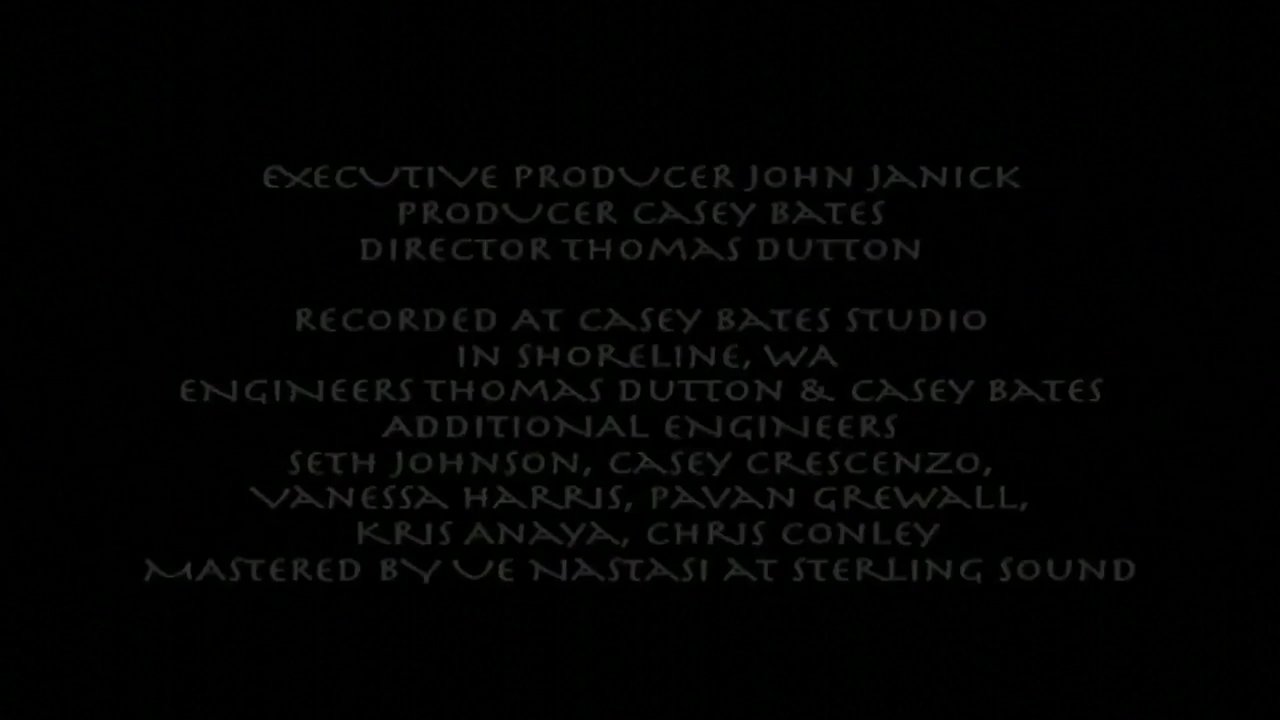 EXECUTIVE PRODUCER JOHN JANICK
PRODUCER CASEY BATES
DIRECTOR THOMAS DUTTON
RECORDED AT CASEY BATES STUDIO
IN SHORELINE, WA
ENGINEERS THOMAS DUTTON & CASEY BATES
ADDITIONAL ENGINEERS
SETH JOHNSON, CASEY CRESCENZO,
VANESSA HARRIS, PAVAN GREWALL,
KRIS ANAYA, CHRIS CONLEY
MASTERED BY UE NASTASI AT STERLING SOUND